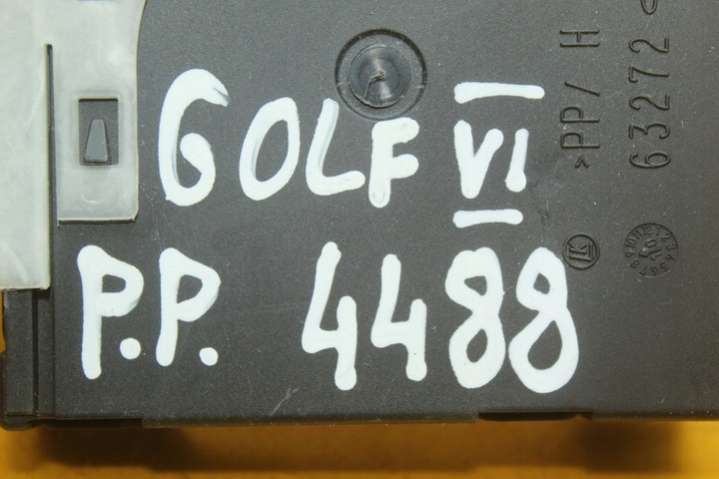 GOLF VI
P.P. 4488
>PP/H
63272